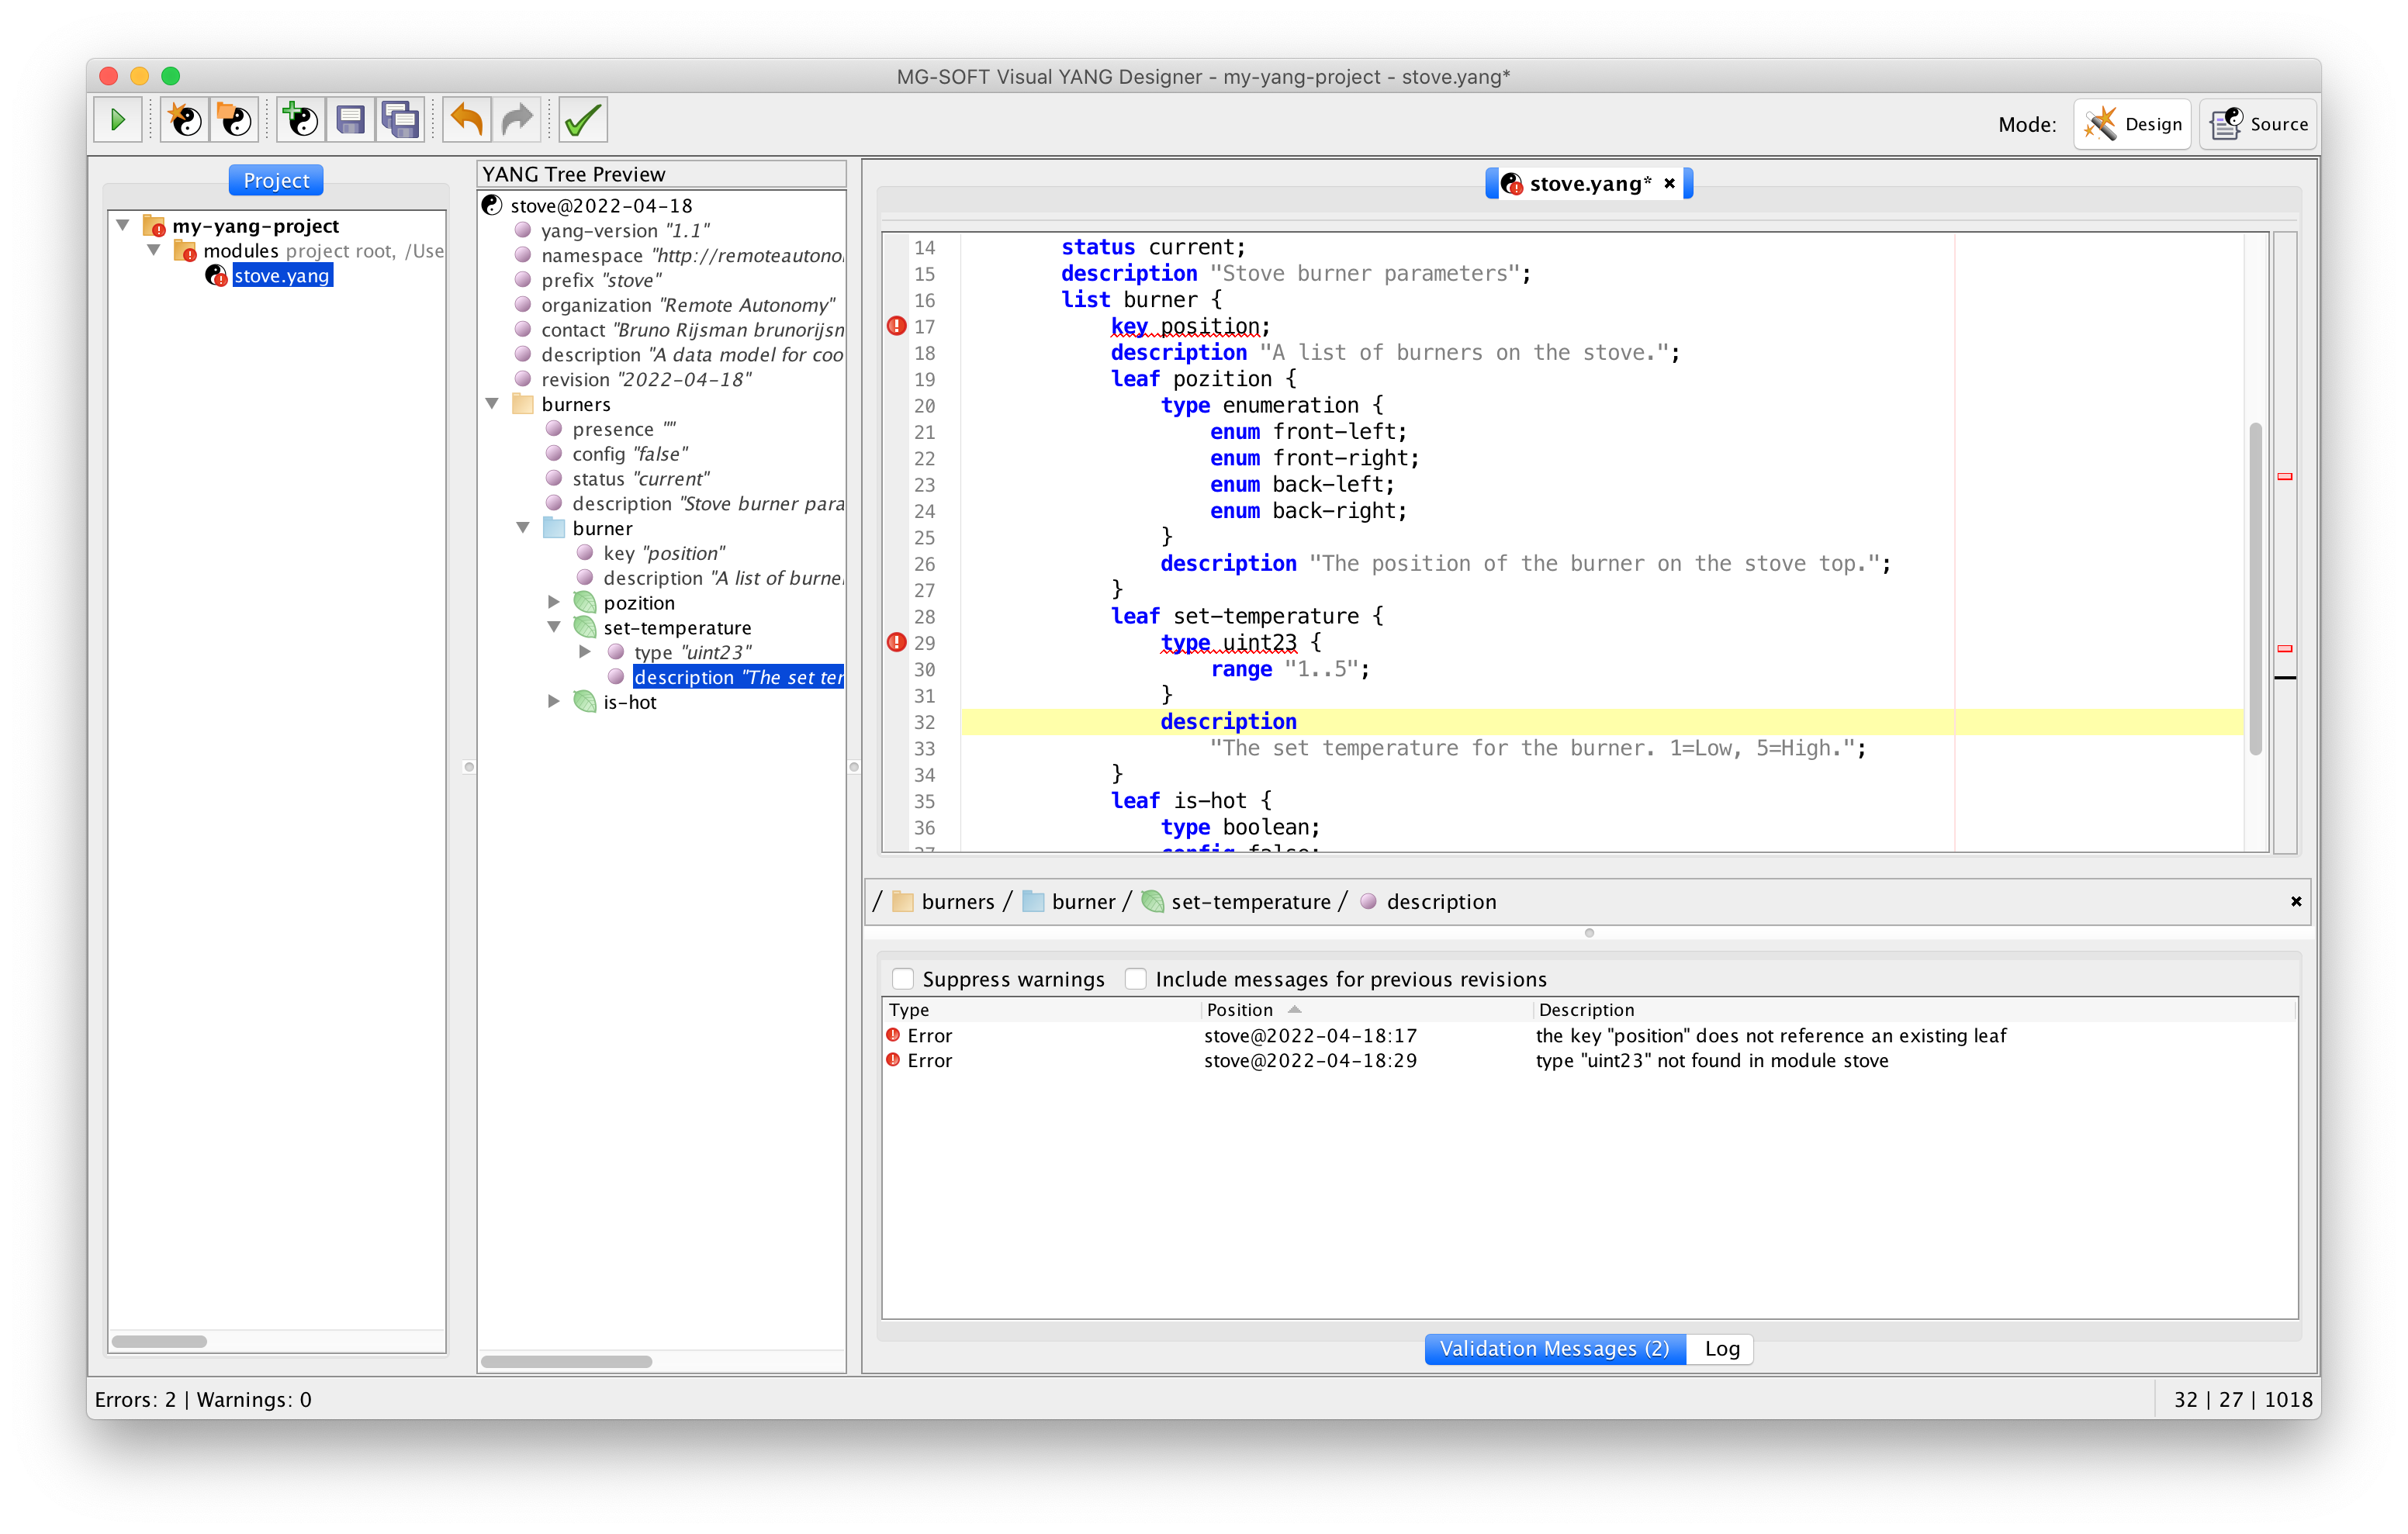 MG-SOFT Visual YANG Designer - my-yang-project - stove.yang*
Mode: Design Source
Project
my-yang-project
modules project root, /Use
stove.yang
YANG Tree Preview
stove@2022-04-18
yang-version "1.1"
namespace "http://remoteautono
prefix "stove"
organization "Remote Autonomy"
contact "Bruno Rijsman brunorijsn
description "A data model for coo
revision "2022-04-18"
burners
presence ""
config "false"
status "current"
description "Stove burner para
burner
key "position"
description "A list of burne
pozition
set-temperature
type "uint23"
description "The set ter
is-hot
stove.yang*
14 status current;
15 description "Stove burner parameters";
16 list burner {
17 key position;
18 description "A list of burners on the stove.";
19 leaf pozition {
20 type enumeration {
21 enum front-left;
22 enum front-right;
23 enum back-left;
24 enum back-right;
25 }
26 description "The position of the burner on the stove top.";
27 }
28 leaf set-temperature {
29 type uint23 {
30 range "1..5";
31 }
32 description
33 "The set temperature for the burner. 1=Low, 5=High.";
34 }
35 leaf is-hot {
36 type boolean;
37 config false;
/ burners / burner / set-temperature / description
Suppress warnings Include messages for previous revisions
Type Position Description
Error stove@2022-04-18:17 the key "position" does not reference an existing leaf
Error stove@2022-04-18:29 type "uint23" not found in module stove
Validation Messages (2) Log
Errors: 2 | Warnings: 0
32 | 27 | 1018